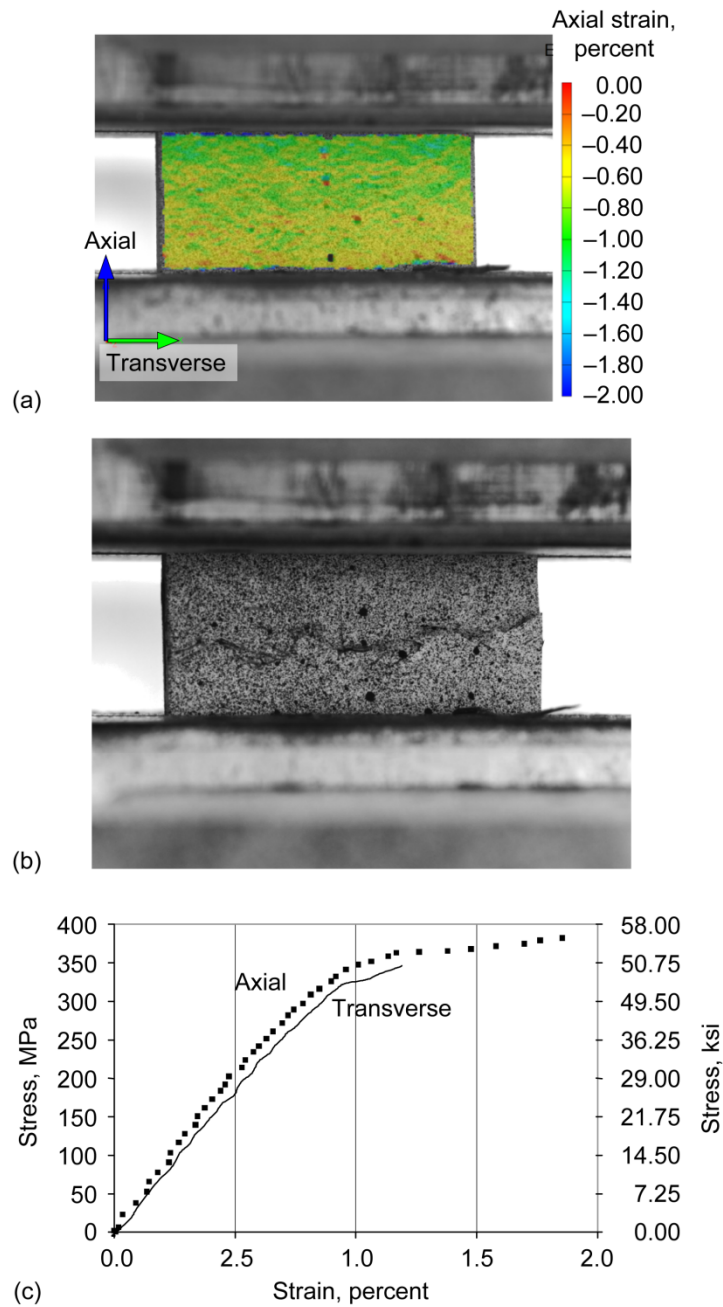 Axial strain,
E percent
0.00
–0.20
–0.40
–0.60
–0.80
–1.00
–1.20
–1.40
–1.60
–1.80
–2.00
Axial
Transverse
(a)
(b)
400
350
300
250
200
150
100
50
0
Stress, MPa
Axial
Transverse
58.00
50.75
49.50
36.25
29.00
21.75
14.50
7.25
0.00
Stress, ksi
0.0 2.5 1.0 1.5 2.0
Strain, percent
(c)